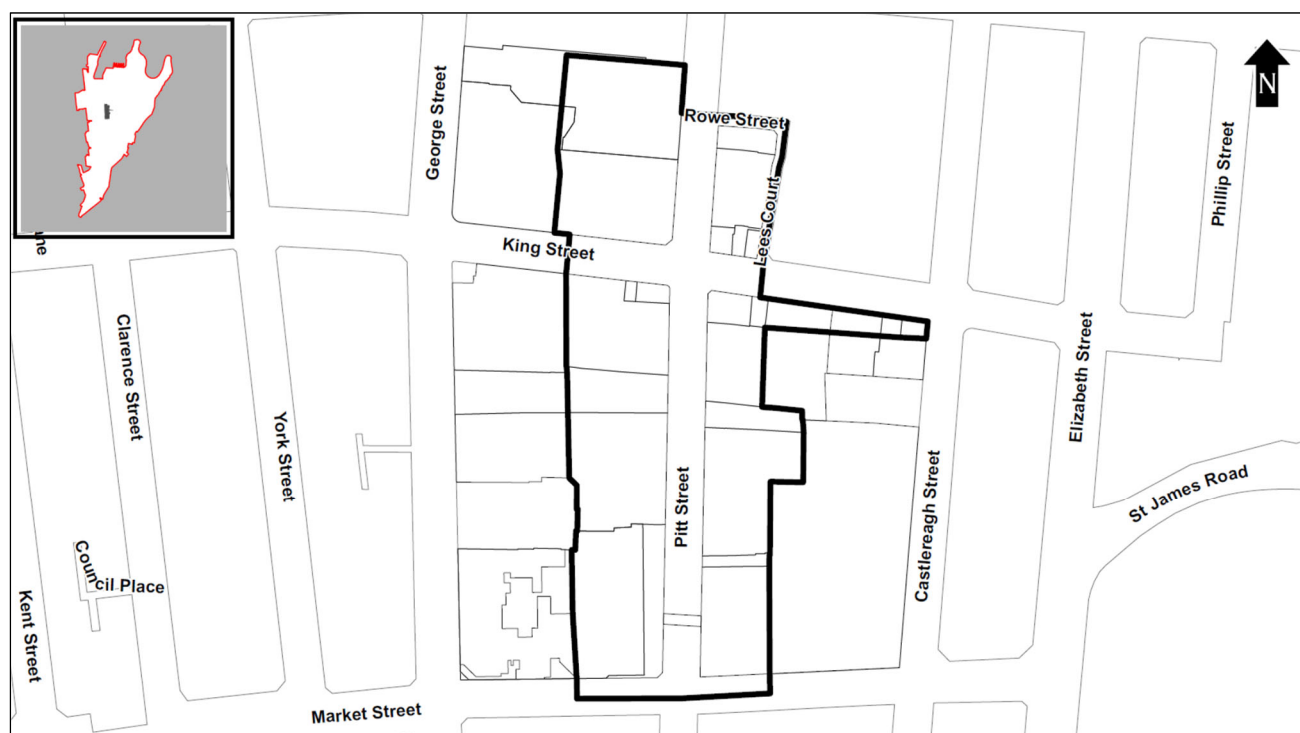 N
George Street
Rowe Street
Phillip Street
Lees Court
King Street
Clarence Street
York Street
Elizabeth Street
St James Road
Pitt Street
Castlereagh Street
Council Place
Kent Street
Market Street